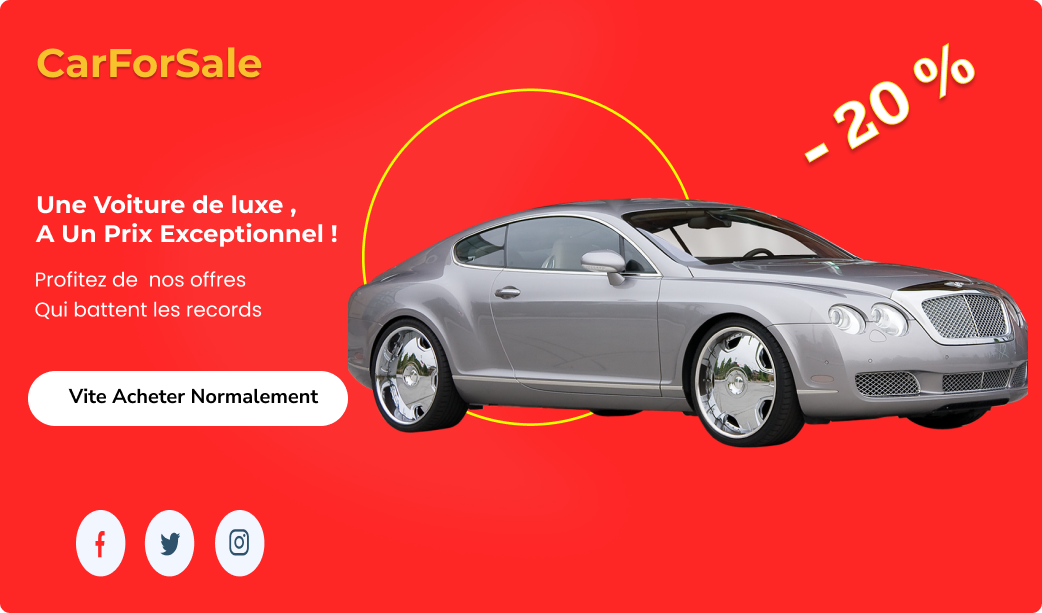 CarForSale
- 20 %
Une Voiture de luxe ,
A Un Prix Exceptionnel !
Profitez de nos offres
Qui battent les records
Vite Acheter Normalement